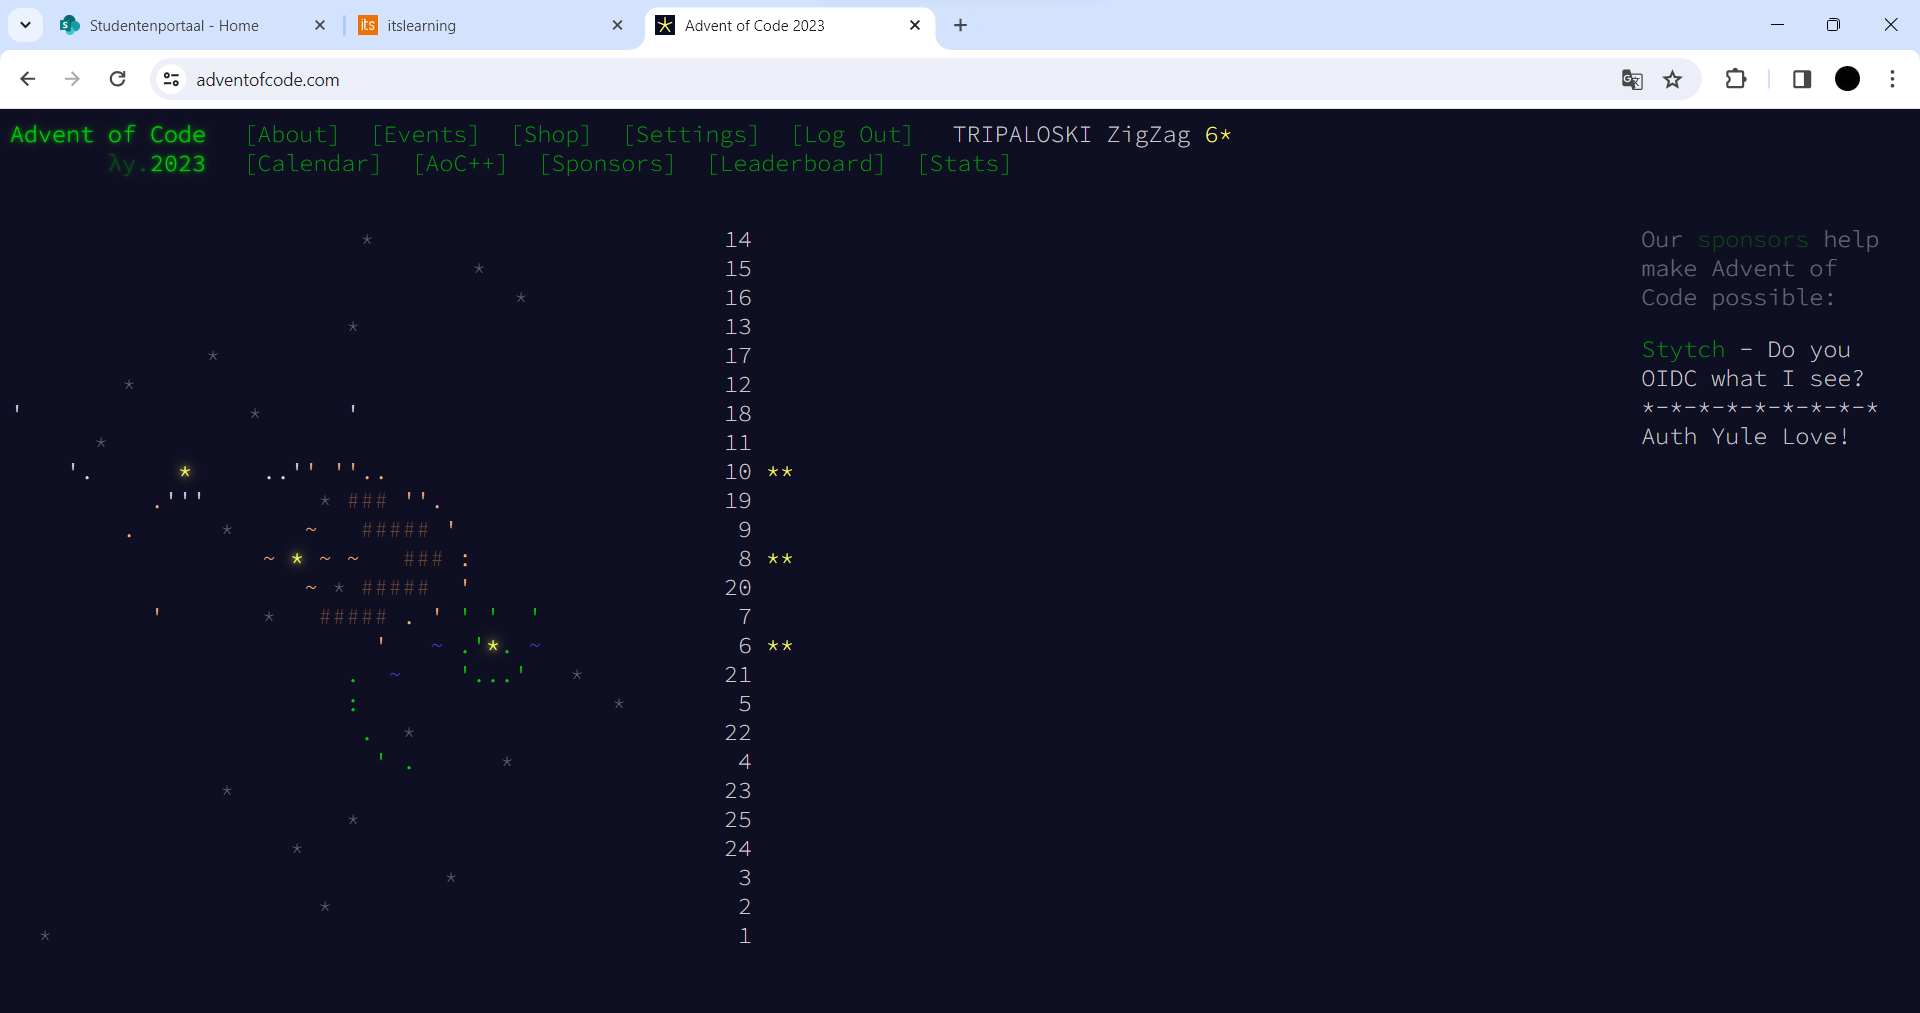 Studentenportaal - Home
its itslearning
Advent of Code 2023
adventofcode.com
Advent of Code [About] [Events] [Shop] [Settings] [Log Out] TRIPALOSKI ZigZag 6*
λy.2023 [Calendar] [AoC++] [Sponsors] [Leaderboard] [Stats]
* 14
* 15
* 16
* 13
* 17
* 12
' * ' 18
* 11
'. * ..'' ''.. 10 **
.''' * ### ''. 19
. * ~ ##### ' 9
~ * ~ ~ ### : 8 **
~ * ##### ' 20
' * ##### . ' ' ' ' 7
' ~ .'*. ~ 6 **
. ~ '...' * 21
: * 5
. * 22
' . * 4
* 23
* 25
* 24
* 3
* 2
* 1
Our sponsors help
make Advent of
Code possible:
Stytch - Do you
OIDC what I see?
*-*-*-*-*-*-*-*-*
Auth Yule Love!